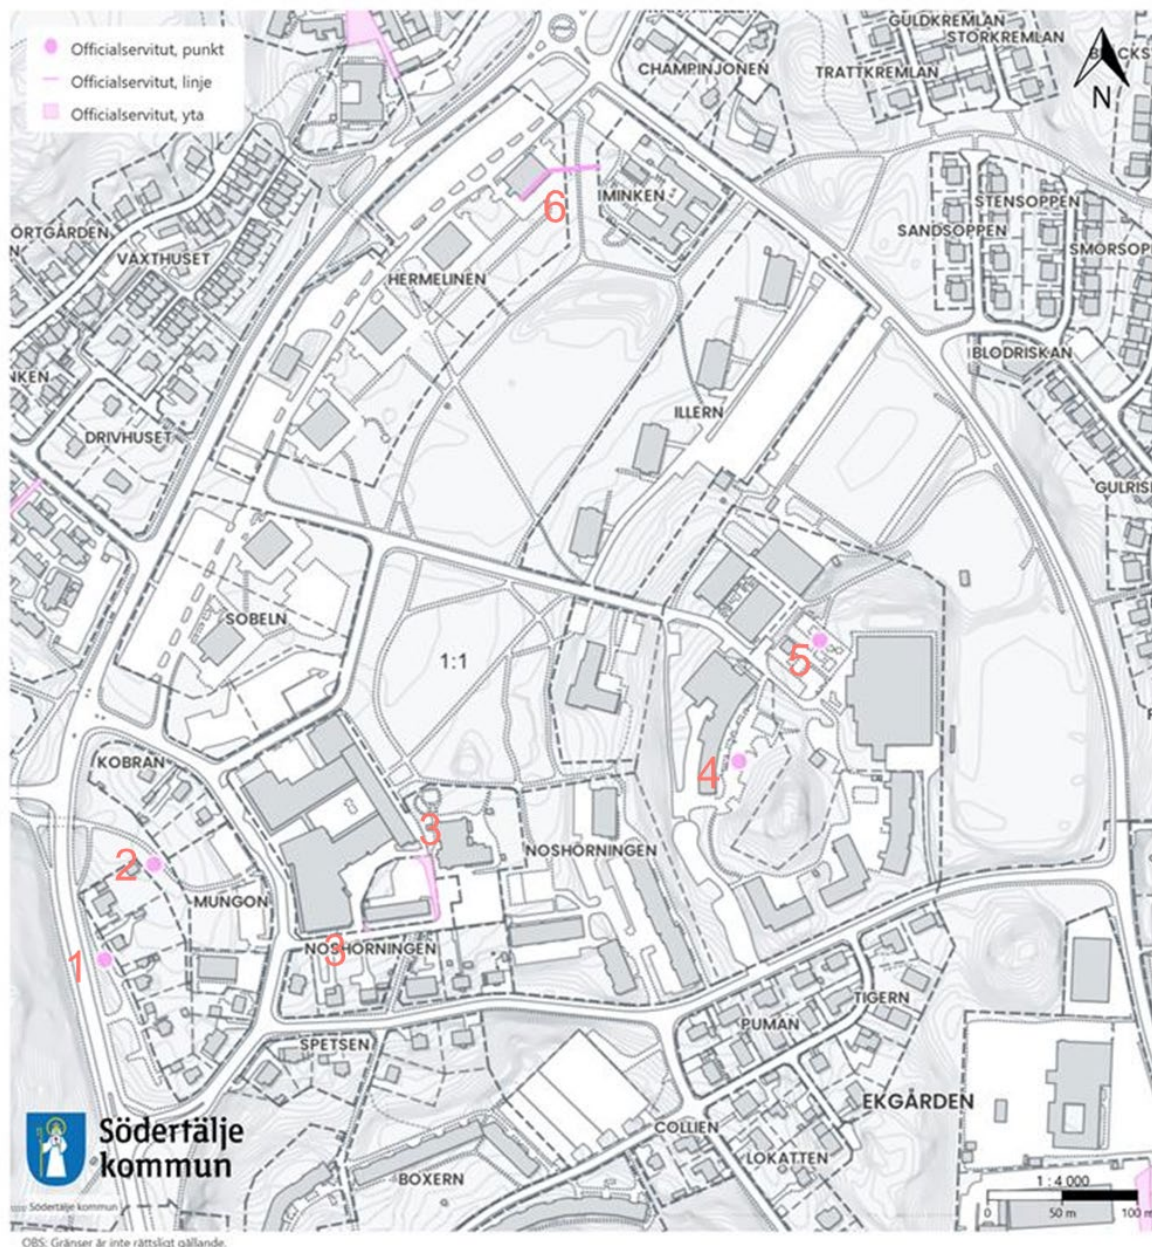 Officialservitut, punkt
Officialservitut, linje
Officialservitut, yta
GULDKREMLAN
STORKREMLAN
CHAMPINJONEN
TRATTKREMLAN
N
6
IMINKEN
STENSOPPEN
SANDSOPPEN
ÖRTGÅRDEN
VÄXTHUSET
HERMELINEN
BLODRISKAN
ILLERN
DRIVHUSET
SOBELN
1:1
5
KOBRAN
4
2
3
NOSHÖRNINGEN
MUNGON
1
NOSHÖRNINGEN
3
TIGERN
PUMAN
SPETSEN
EKGÅRDEN
COLLIEN
LOKATTEN
BOXERN
Södertälje
kommun
1 : 4 000
0 50 m 100 m
Södertälje kommun
OBS: Gränser är inte rättsligt gällande.